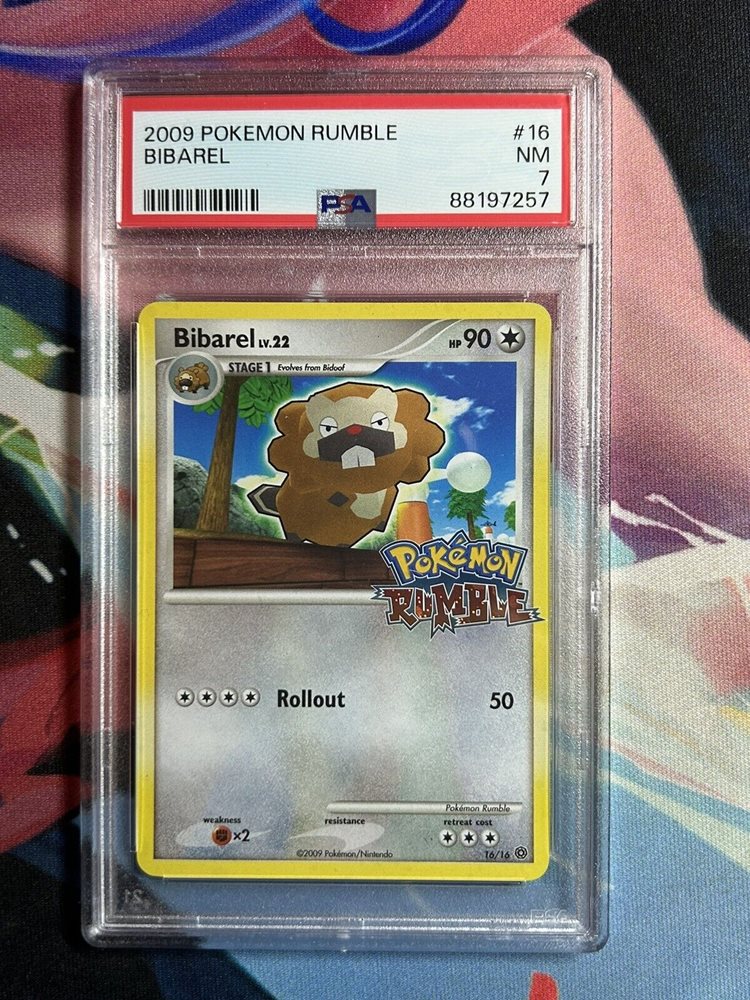 2009 POKEMON RUMBLE #16
BIBAREL NM
7
PSA 88197257
Bibarel LV.22 HP 90
STAGE 1 Evolves from Bidoof
POKéMON
RUMBLE
Rollout 50
Pokémon Rumble
weakness resistance retreat cost
×2
©2009 Pokémon/Nintendo 16/16